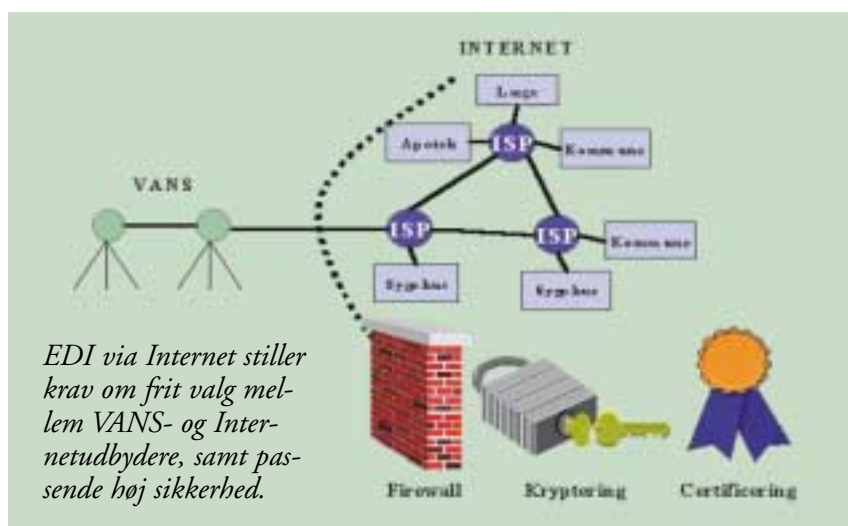 INTERNET
Læge
Apotek
ISP
Kommune
VANS
ISP
ISP
Kommune
Sygehus
Sygehus
EDI via Internet stiller
krav om frit valg mel-
lem VANS- og Inter-
netudbydere, samt pas-
sende høj sikkerhed.
Firewall
Kryptering
Certificering